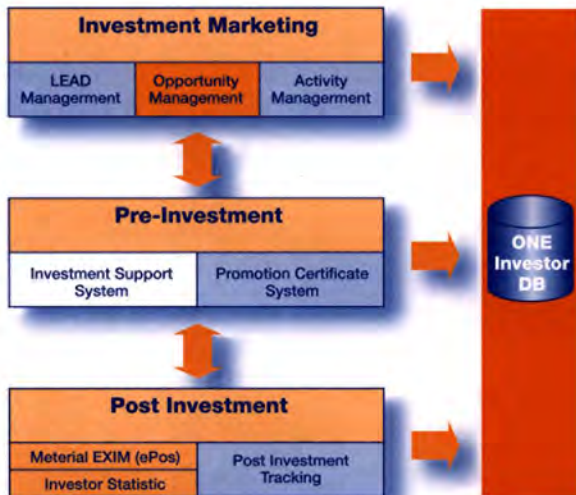 Investment Marketing
LEAD
Managerment
Opportunity
Management
Activity
Management
Pre-Investment
Investment Support
System
Promotion Certificate
System
ONE
Investor
DB
Post Investment
Meterial EXIM (ePos)
Investor Statistic
Post Investment
Tracking